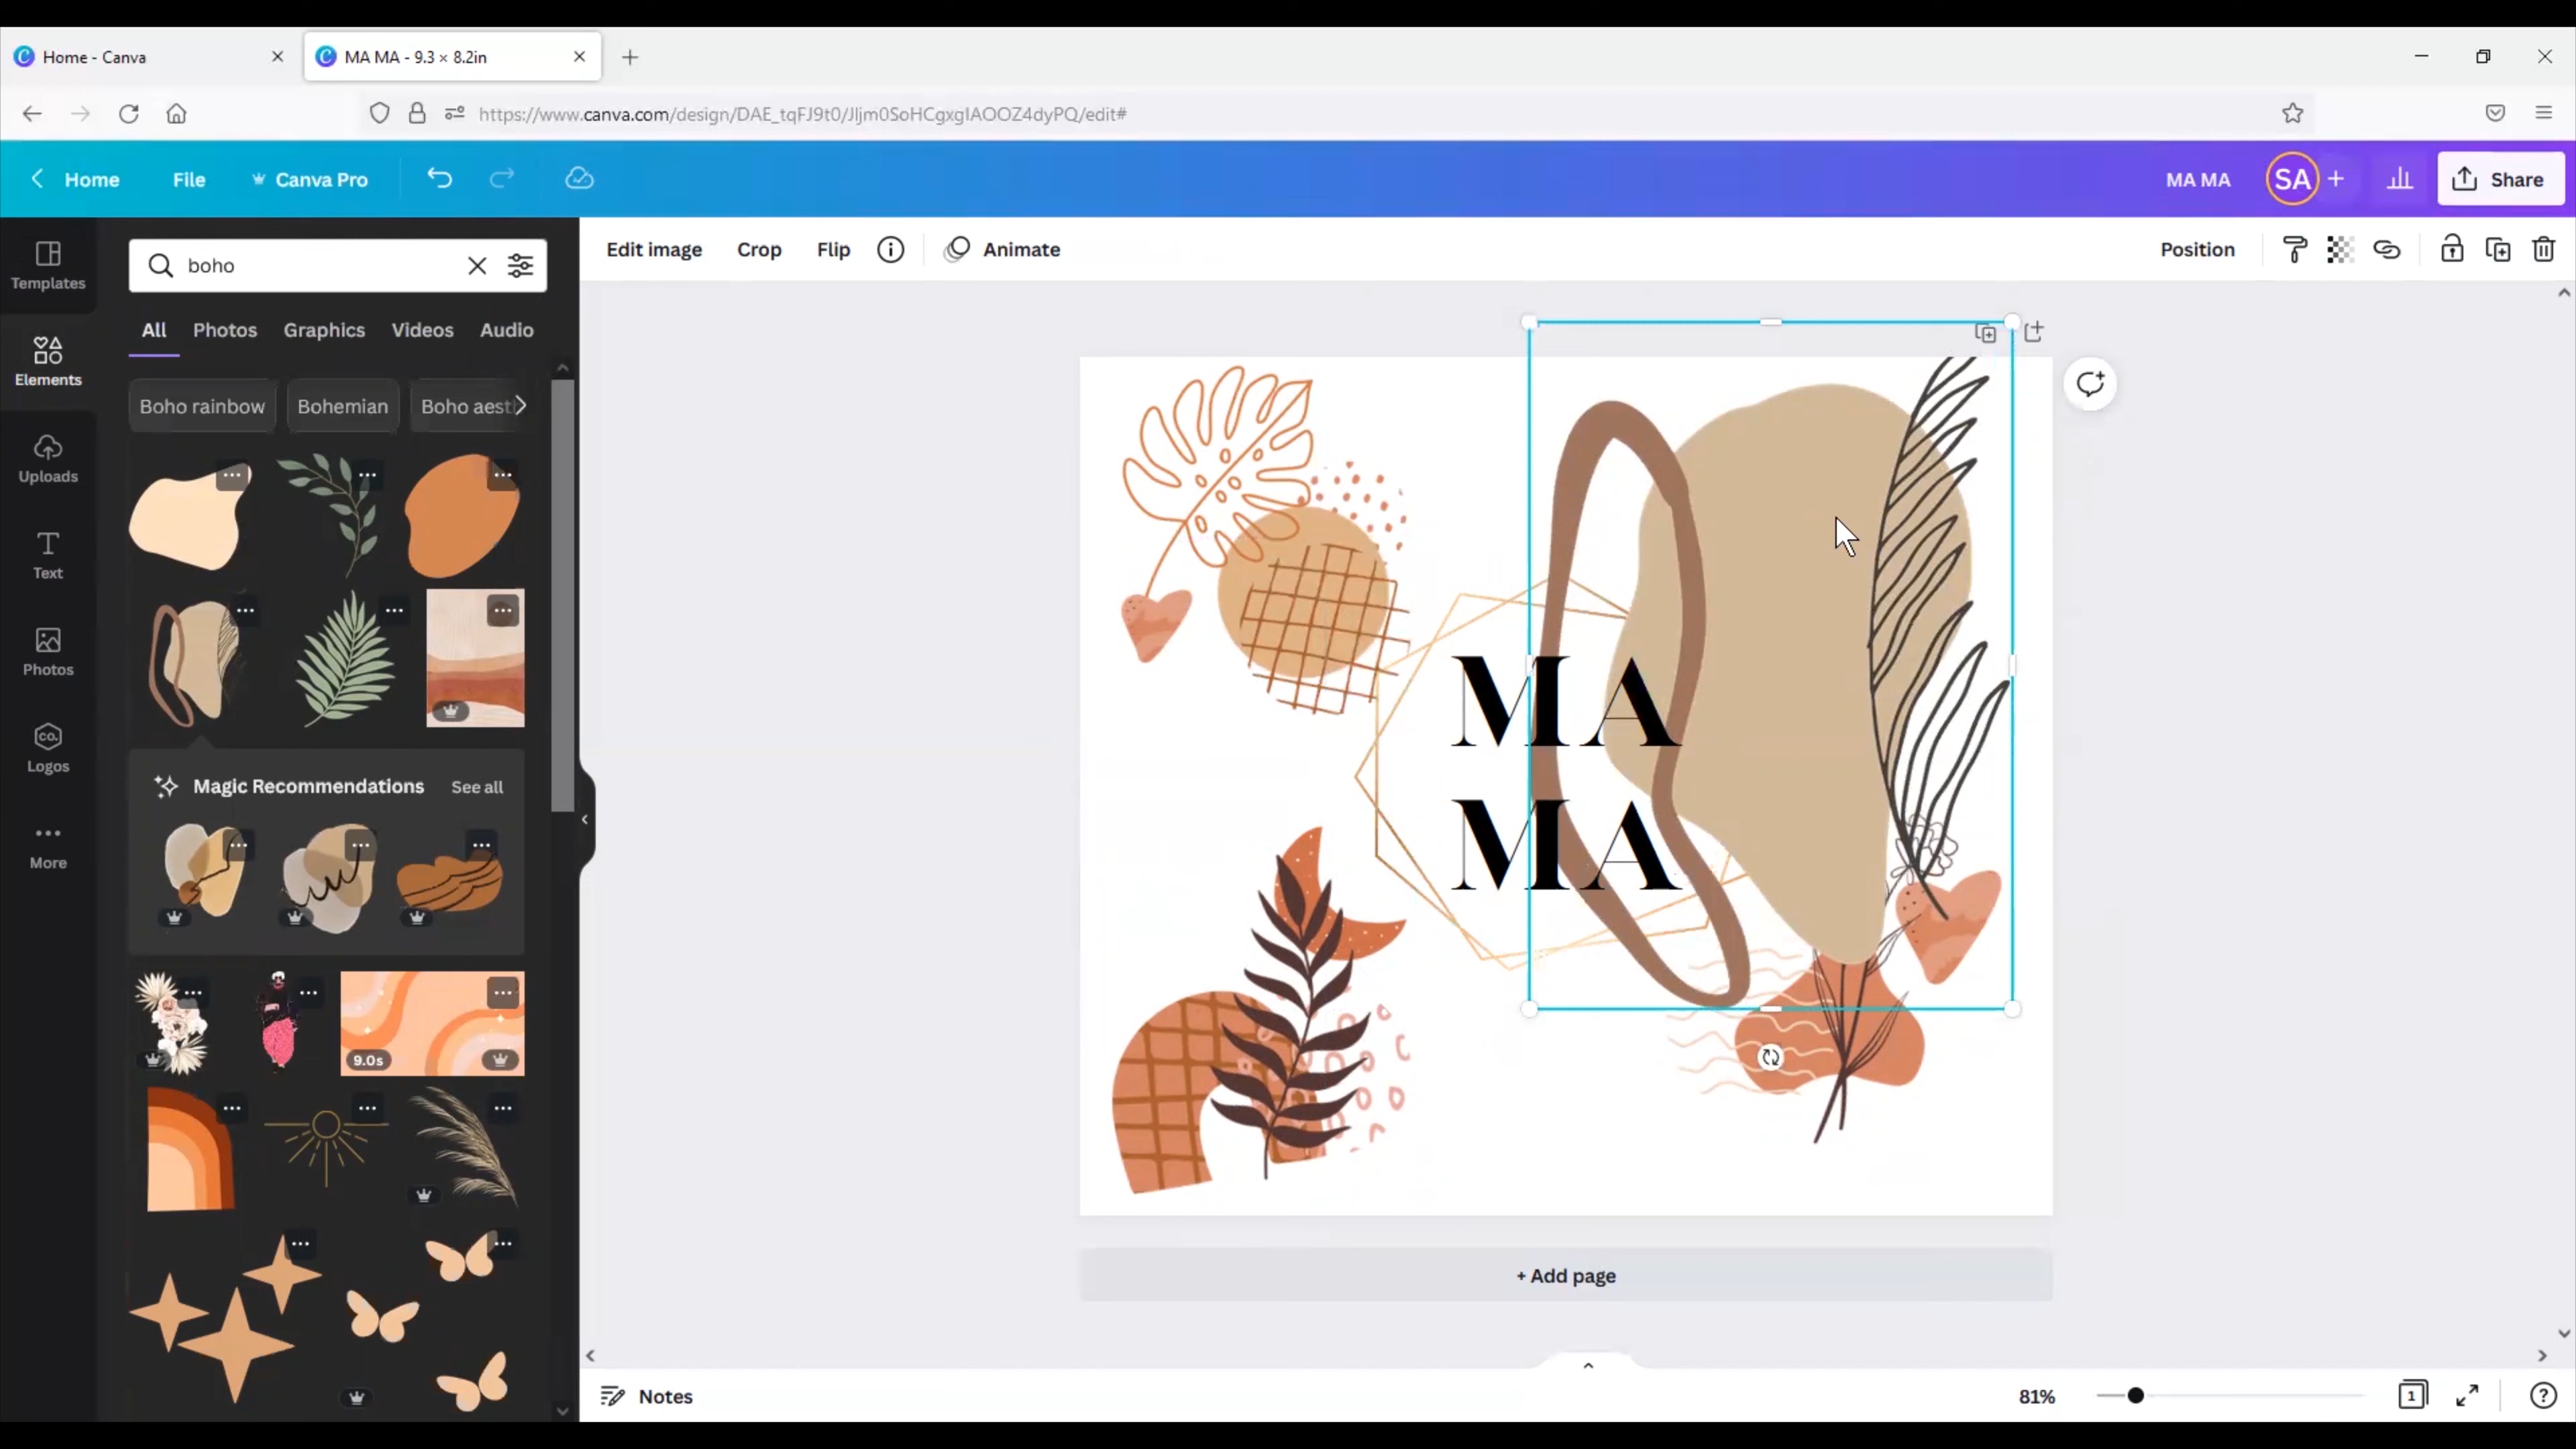 Home - Canva
MA MA - 9.3 × 8.2in
https://www.canva.com/design/DAE_tqFJ9t0/JIjm0SoHCgxgIAOOZ4dyPQ/edit#
Home
File
Canva Pro
MA MA
SA
Share
Templates
Elements
Uploads
Text
Photos
Logos
CO.
More
boho
All
Photos
Graphics
Videos
Audio
Boho rainbow
Bohemian
Boho aest
Magic Recommendations
See all
9.0s
Edit image
Crop
Flip
Animate
Position
MA
MA
+ Add page
Notes
81%
1